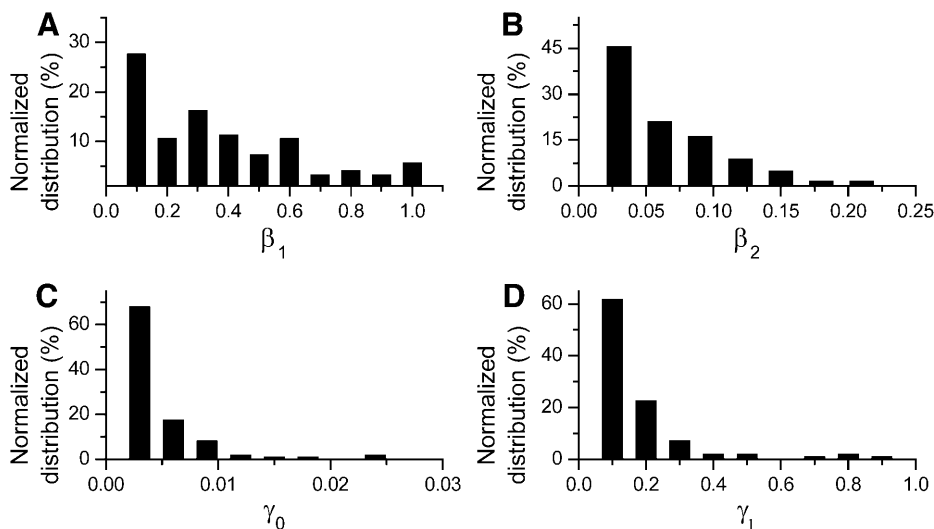 A
Normalized
distribution (%)
30
20
10
0.0 0.2 0.4 0.6 0.8 1.0
β1
B
Normalized
distribution (%)
45
30
15
0
0.00 0.05 0.10 0.15 0.20 0.25
β2
C
Normalized
distribution (%)
60
40
20
0
0.00 0.01 0.02 0.03
γ0
D
Normalized
distribution (%)
60
40
20
0
0.0 0.2 0.4 0.6 0.8 1.0
γI